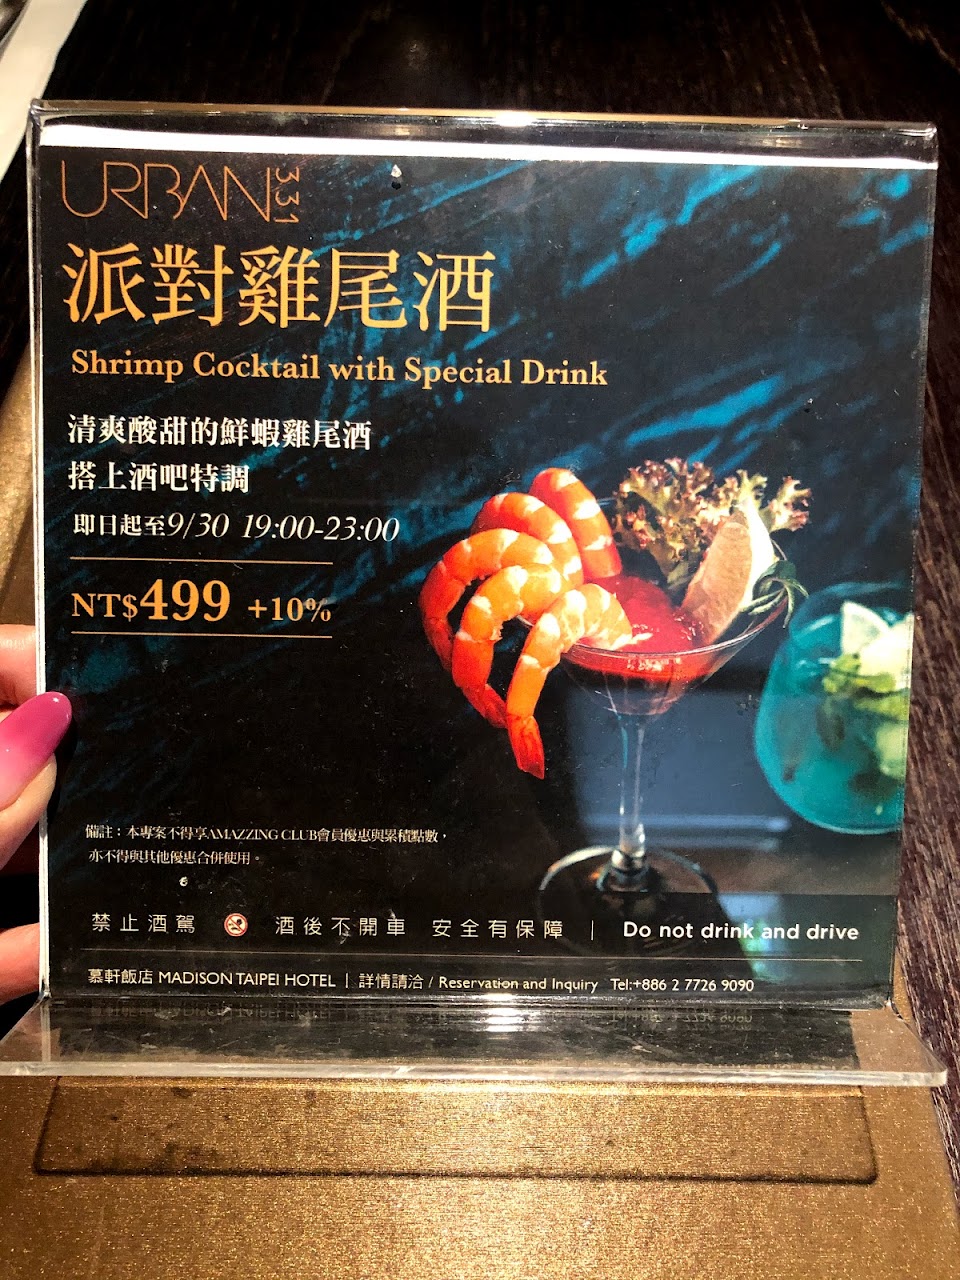 URBAN 331
派對雞尾酒
Shrimp Cocktail with Special Drink
清爽酸甜的鮮蝦雞尾酒
搭上酒吧特調
即日起至9/30 19:00-23:00
NT$499 +10%
備註：本專案不得享AMAZZING CLUB會員優惠與累積點數，
亦不得與其他優惠合併使用。
禁止酒駕 酒後不開車 安全有保障 | Do not drink and drive
慕軒飯店 MADISON TAIPEI HOTEL | 詳情請洽 / Reservation and Inquiry Tel:+886 2 7726 9090